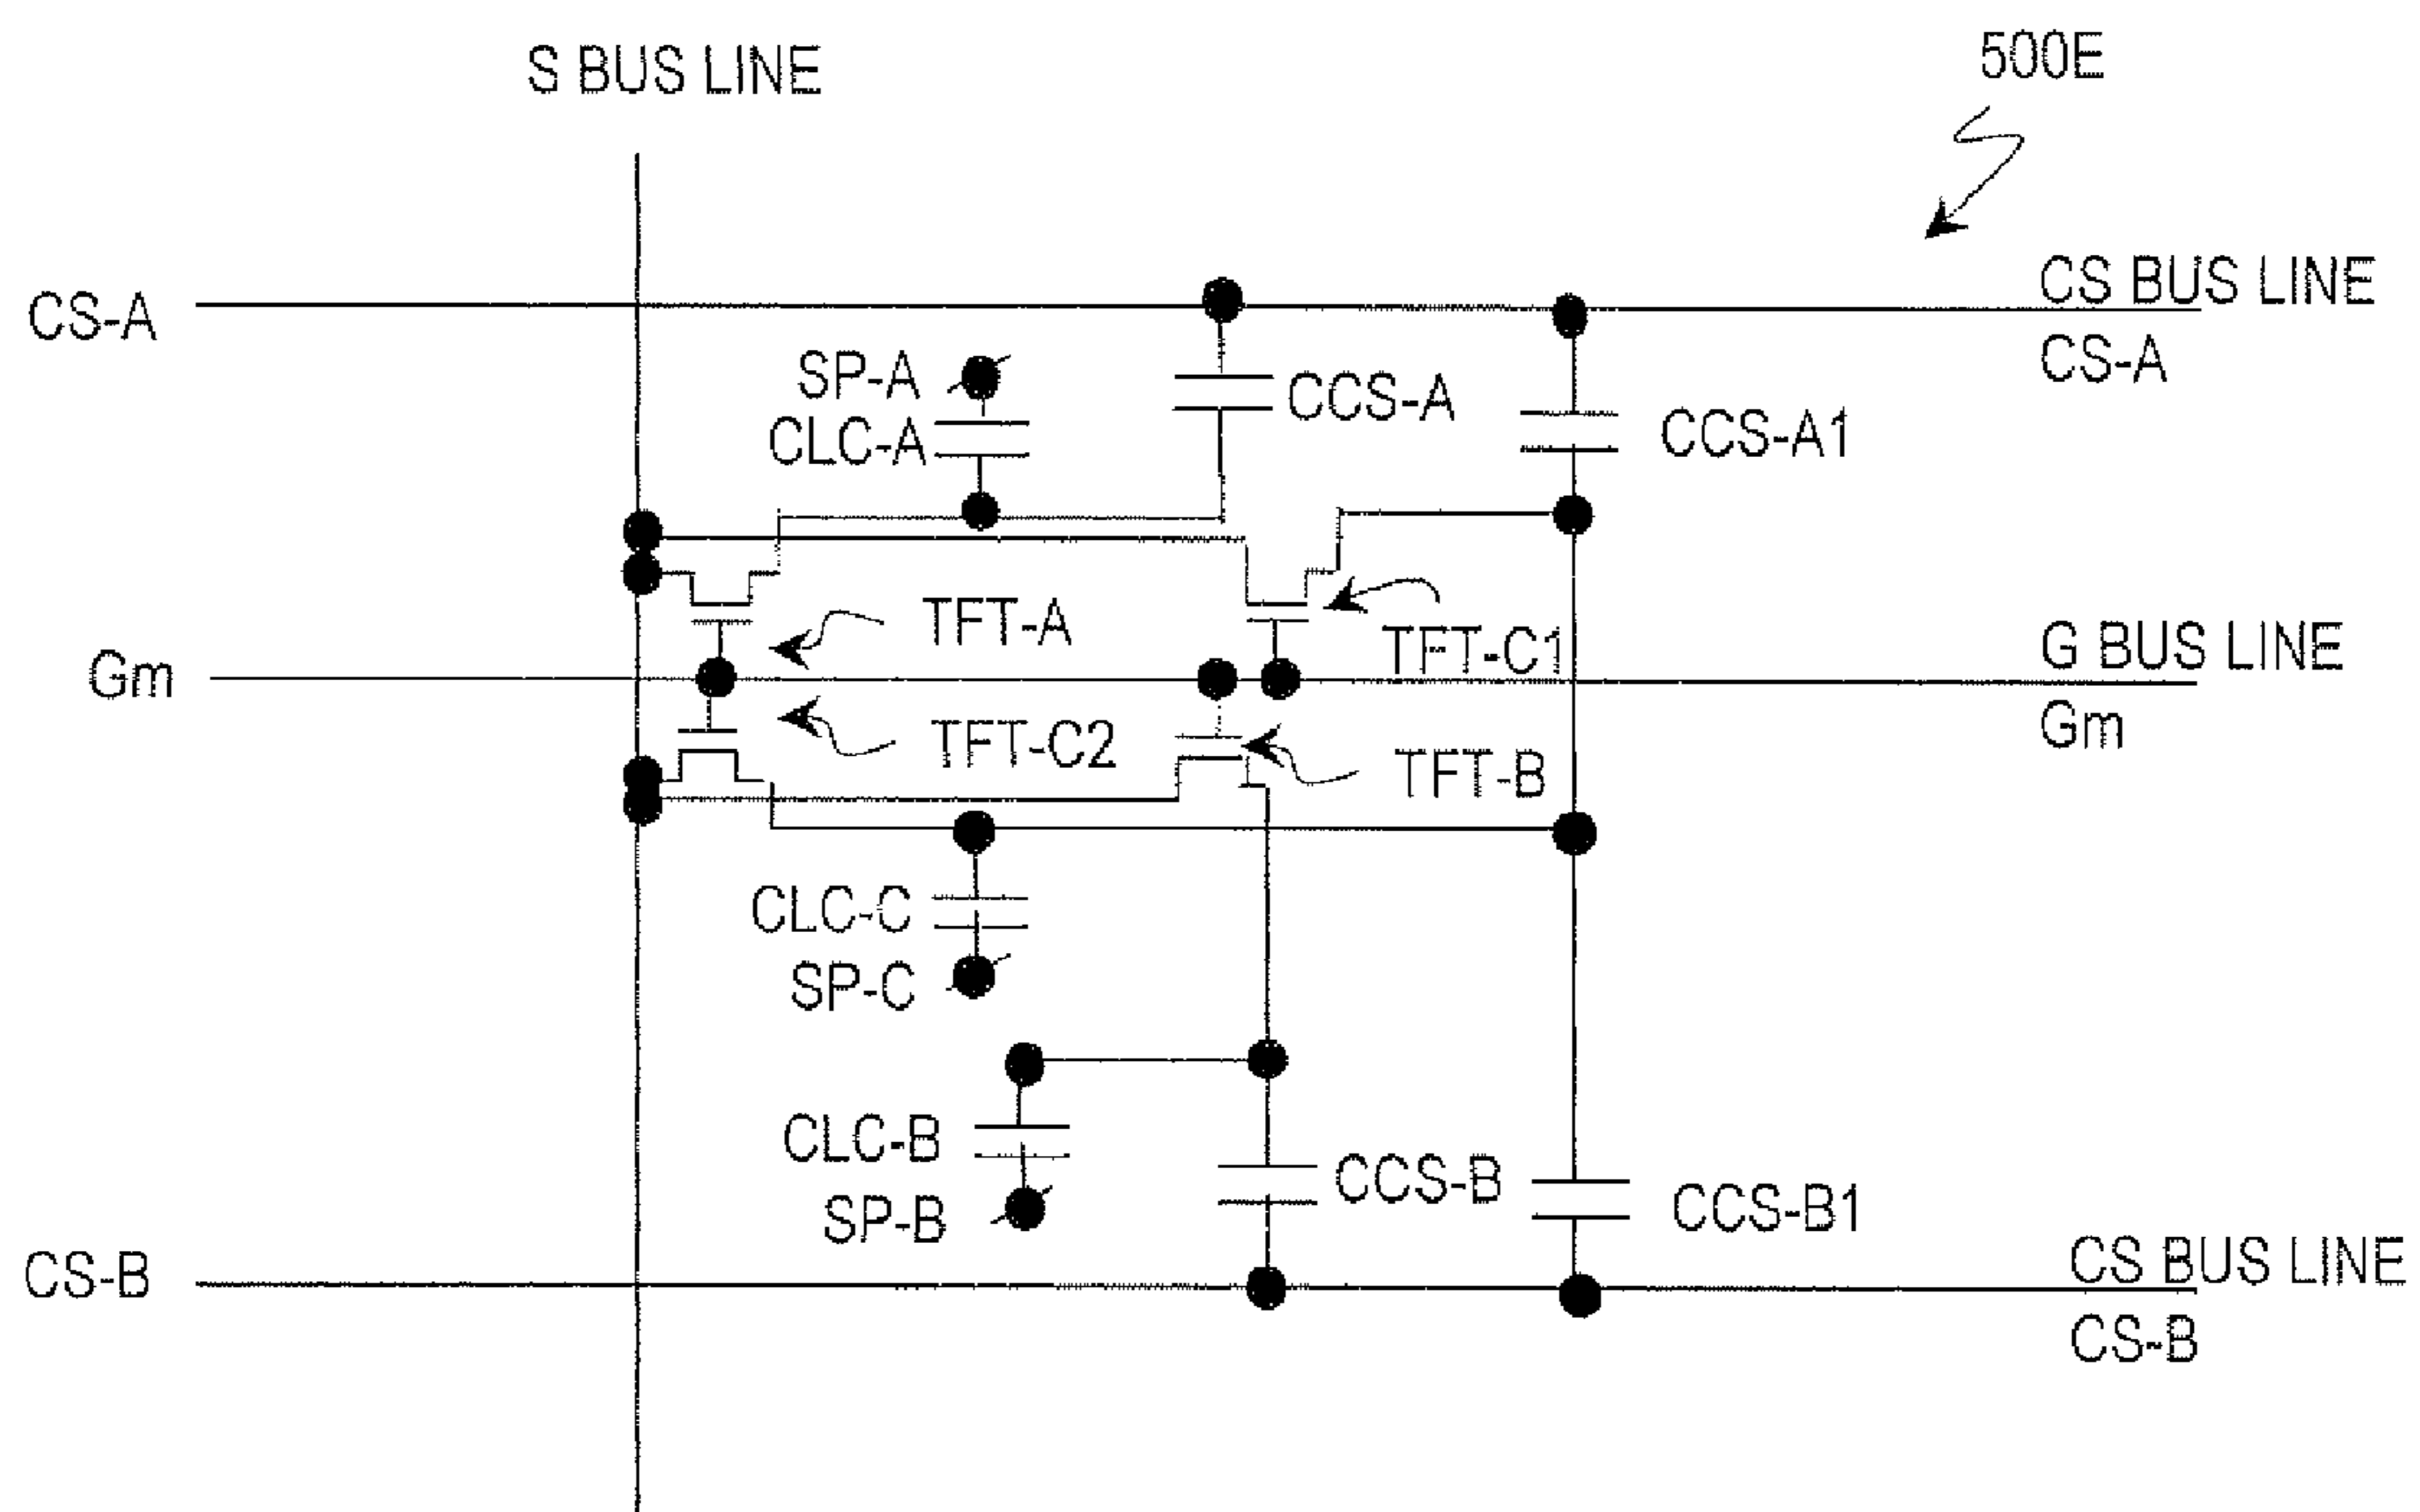 500E
S BUS LINE
CS-A
CS BUS LINE
CS-A
SP-A
CLC-A
CCS-A
CCS-A1
TFT-A
TFT-C1
Gm
G BUS LINE
Gm
TFT-C2
TFT-B
CLC-C
SP-C
CLC-B
SP-B
CCS-B
CCS-B1
CS-B
CS BUS LINE
CS-B